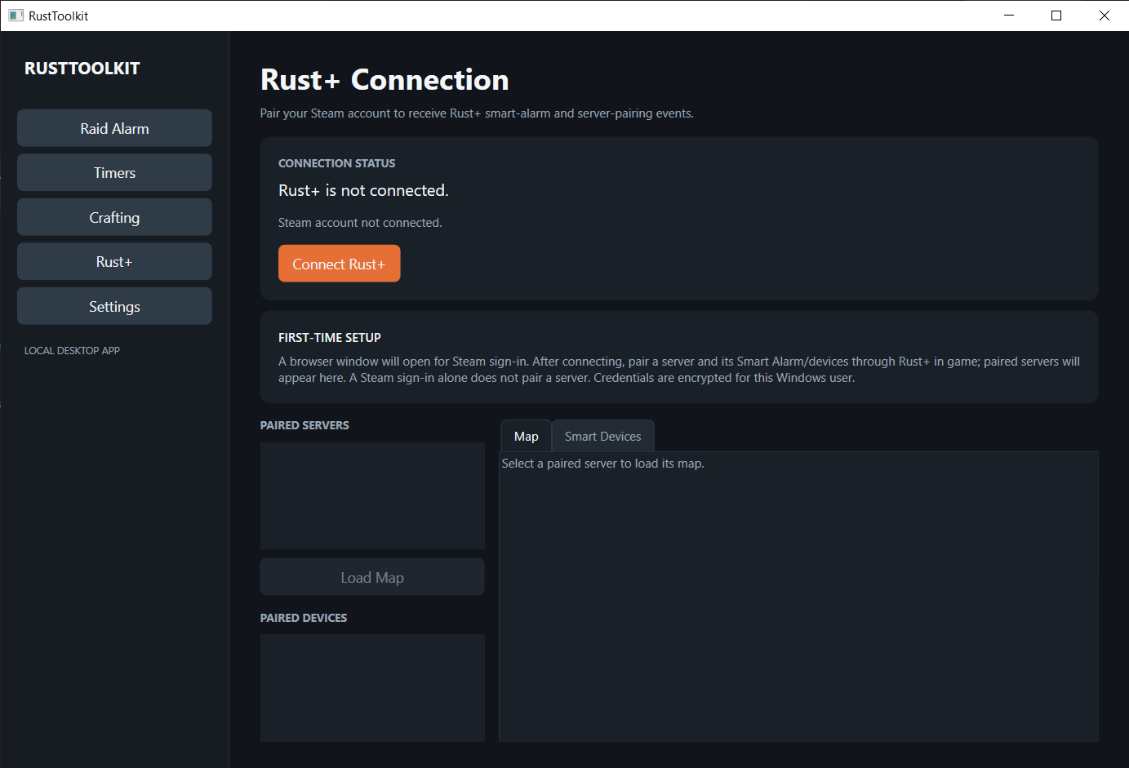 RustToolkit
RUSTTOOLKIT
Raid Alarm
Timers
Crafting
Rust+
Settings
LOCAL DESKTOP APP
Rust+ Connection
Pair your Steam account to receive Rust+ smart-alarm and server-pairing events.
CONNECTION STATUS
Rust+ is not connected.
Steam account not connected.
Connect Rust+
FIRST-TIME SETUP
A browser window will open for Steam sign-in. After connecting, pair a server and its Smart Alarm/devices through Rust+ in game; paired servers will
appear here. A Steam sign-in alone does not pair a server. Credentials are encrypted for this Windows user.
PAIRED SERVERS
Load Map
PAIRED DEVICES
Map
Smart Devices
Select a paired server to load its map.